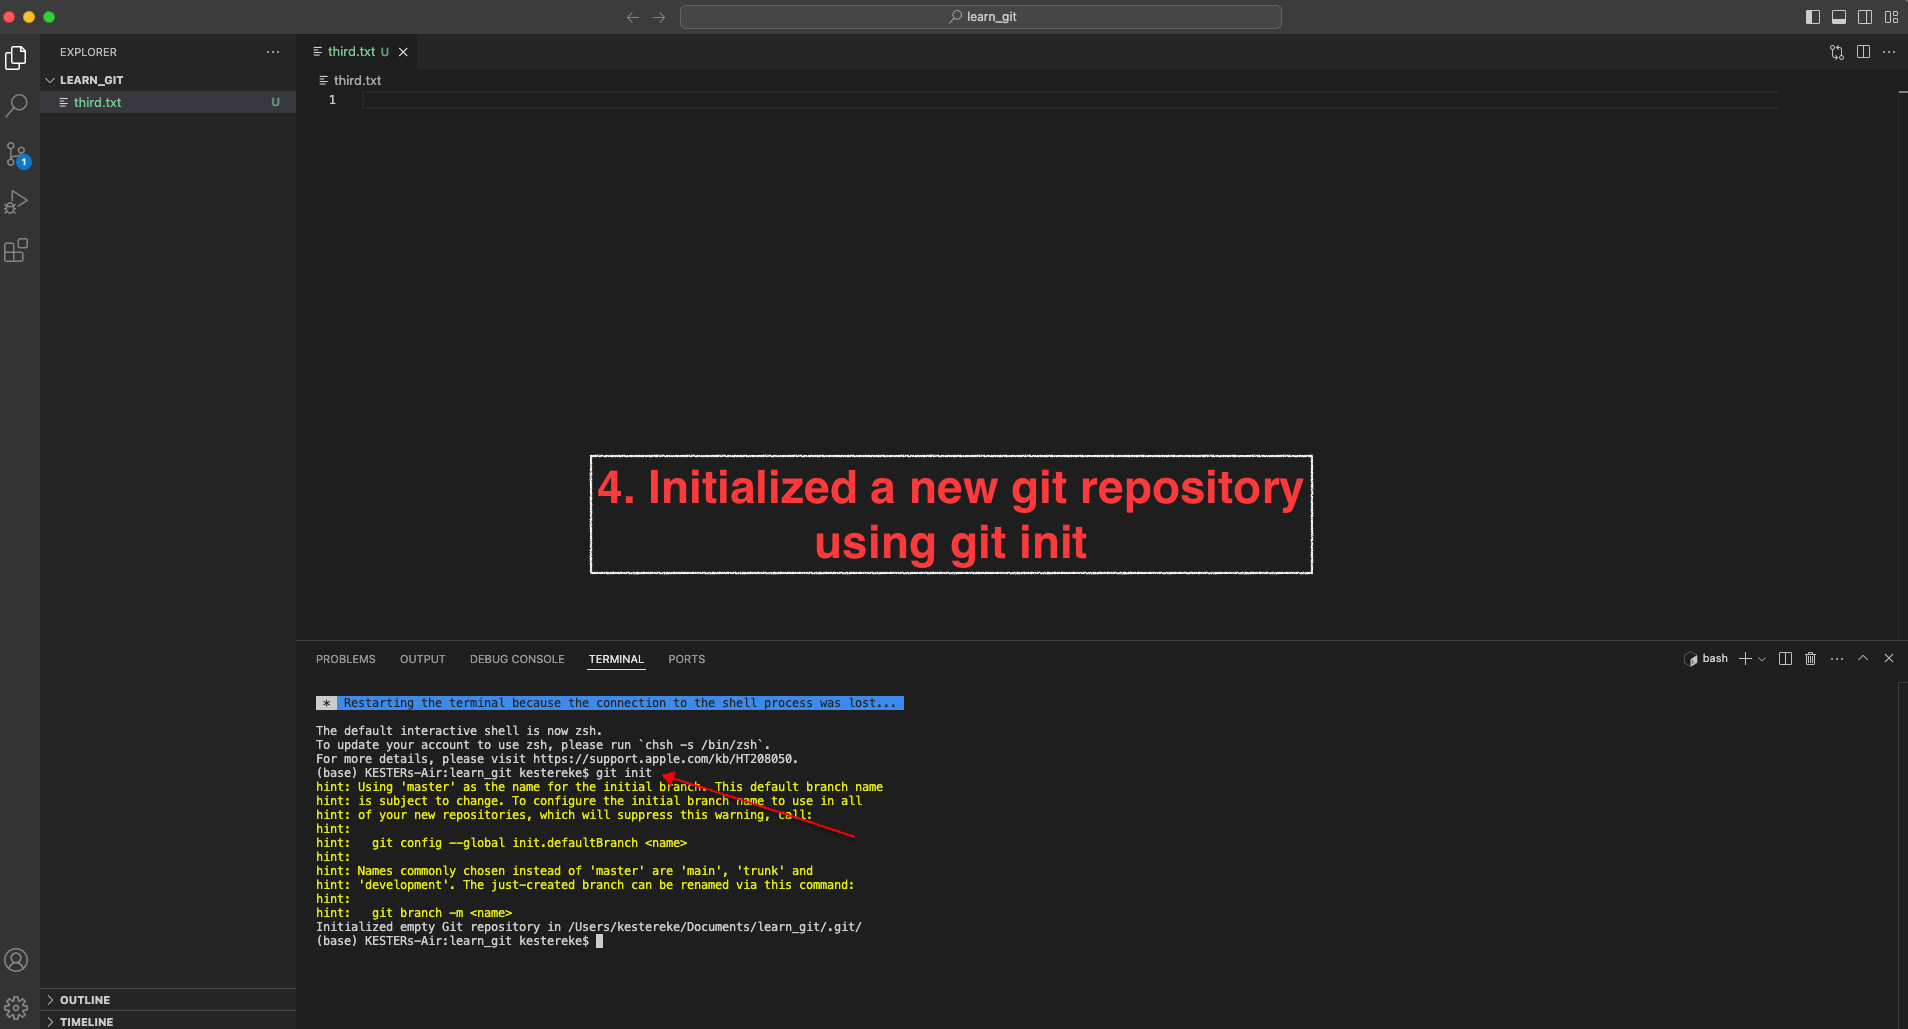 learn_git
EXPLORER
third.txt U
LEARN_GIT
third.txt
third.txt U
1
1
4. Initialized a new git repository
using git init
PROBLEMS OUTPUT DEBUG CONSOLE TERMINAL PORTS
bash
* Restarting the terminal because the connection to the shell process was lost...
The default interactive shell is now zsh.
To update your account to use zsh, please run `chsh -s /bin/zsh`.
For more details, please visit https://support.apple.com/kb/HT208050.
(base) KESTERs-Air:learn_git kestereke$ git init
hint: Using 'master' as the name for the initial branch. This default branch name
hint: is subject to change. To configure the initial branch name to use in all
hint: of your new repositories, which will suppress this warning, call:
hint:
hint:   git config --global init.defaultBranch <name>
hint:
hint: Names commonly chosen instead of 'master' are 'main', 'trunk' and
hint: 'development'. The just-created branch can be renamed via this command:
hint:
hint:   git branch -m <name>
Initialized empty Git repository in /Users/kestereke/Documents/learn_git/.git/
(base) KESTERs-Air:learn_git kestereke$
OUTLINE
TIMELINE